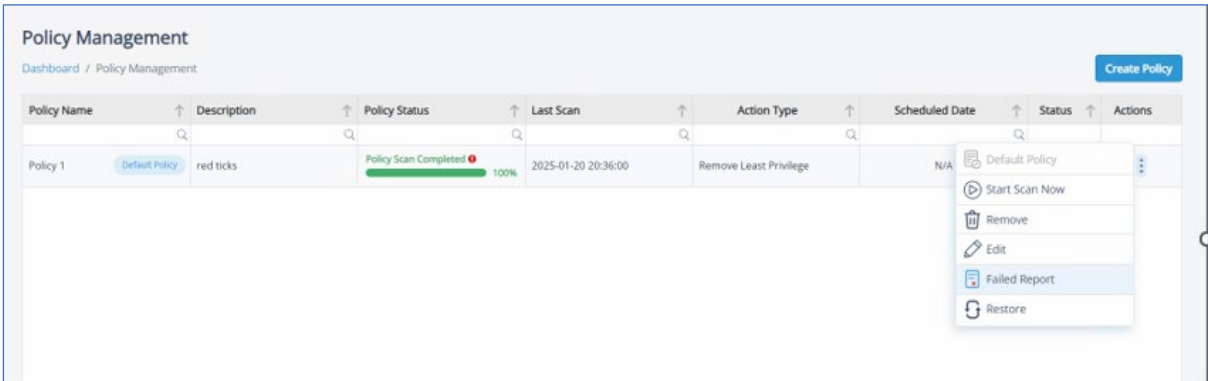 Policy Management
Dashboard / Policy Management
Create Policy
Policy Name Description Policy Status Last Scan Action Type Scheduled Date Status Actions
Policy 1 Default Policy red ticks Policy Scan Completed 100% 2025-01-20 20:36:00 Remove Least Privilege N/A
Default Policy
Start Scan Now
Remove
Edit
Failed Report
Restore